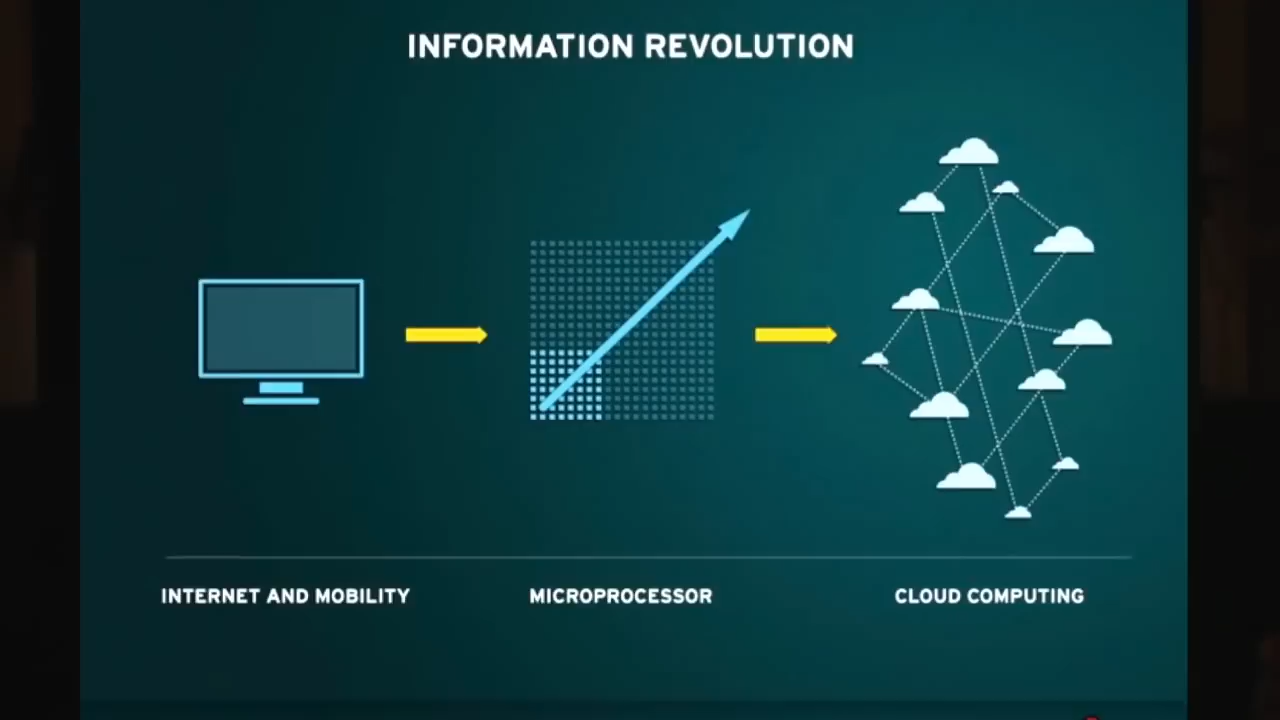 INFORMATION REVOLUTION
INTERNET AND MOBILITY
MICROPROCESSOR
CLOUD COMPUTING